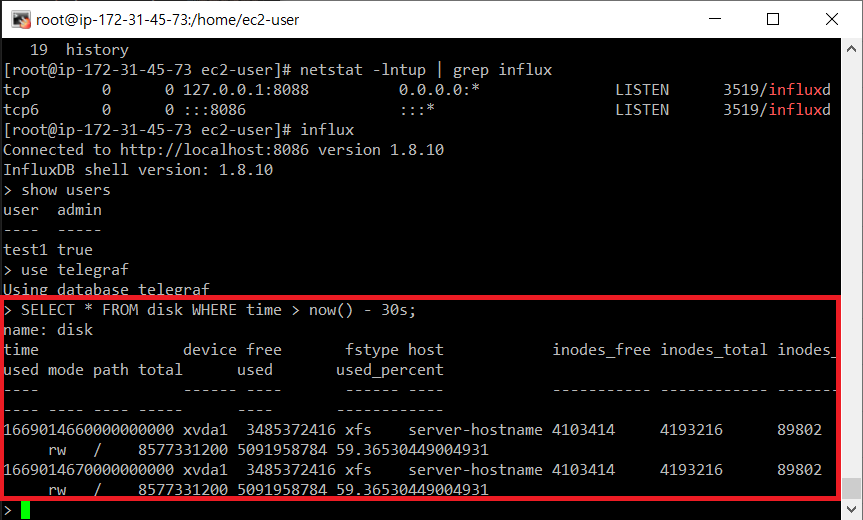 root@ip-172-31-45-73:/home/ec2-user
19 history
[root@ip-172-31-45-73 ec2-user]# netstat -lntup | grep influx
tcp 0 0 127.0.0.1:8088 0.0.0.0:* LISTEN 3519/influxd
tcp6 0 0 :::8086 :::* LISTEN 3519/influxd
[root@ip-172-31-45-73 ec2-user]# influx
Connected to http://localhost:8086 version 1.8.10
InfluxDB shell version: 1.8.10
> show users
user admin
---- -----
test1 true
> use telegraf
Using database telegraf
> SELECT * FROM disk WHERE time > now() - 30s;
name: disk
time device free fstype host inodes_free inodes_total inodes_
used mode path total used used_percent
---- ------ ---- ------ ---- ----------- ------------ -------
---- ---- ---- ----- ---- ------------
1669014660000000000 xvda1 3485372416 xfs server-hostname 4103414 4193216 89802
rw / 8577331200 5091958784 59.36530449004931
1669014670000000000 xvda1 3485372416 xfs server-hostname 4103414 4193216 89802
rw / 8577331200 5091958784 59.36530449004931
>